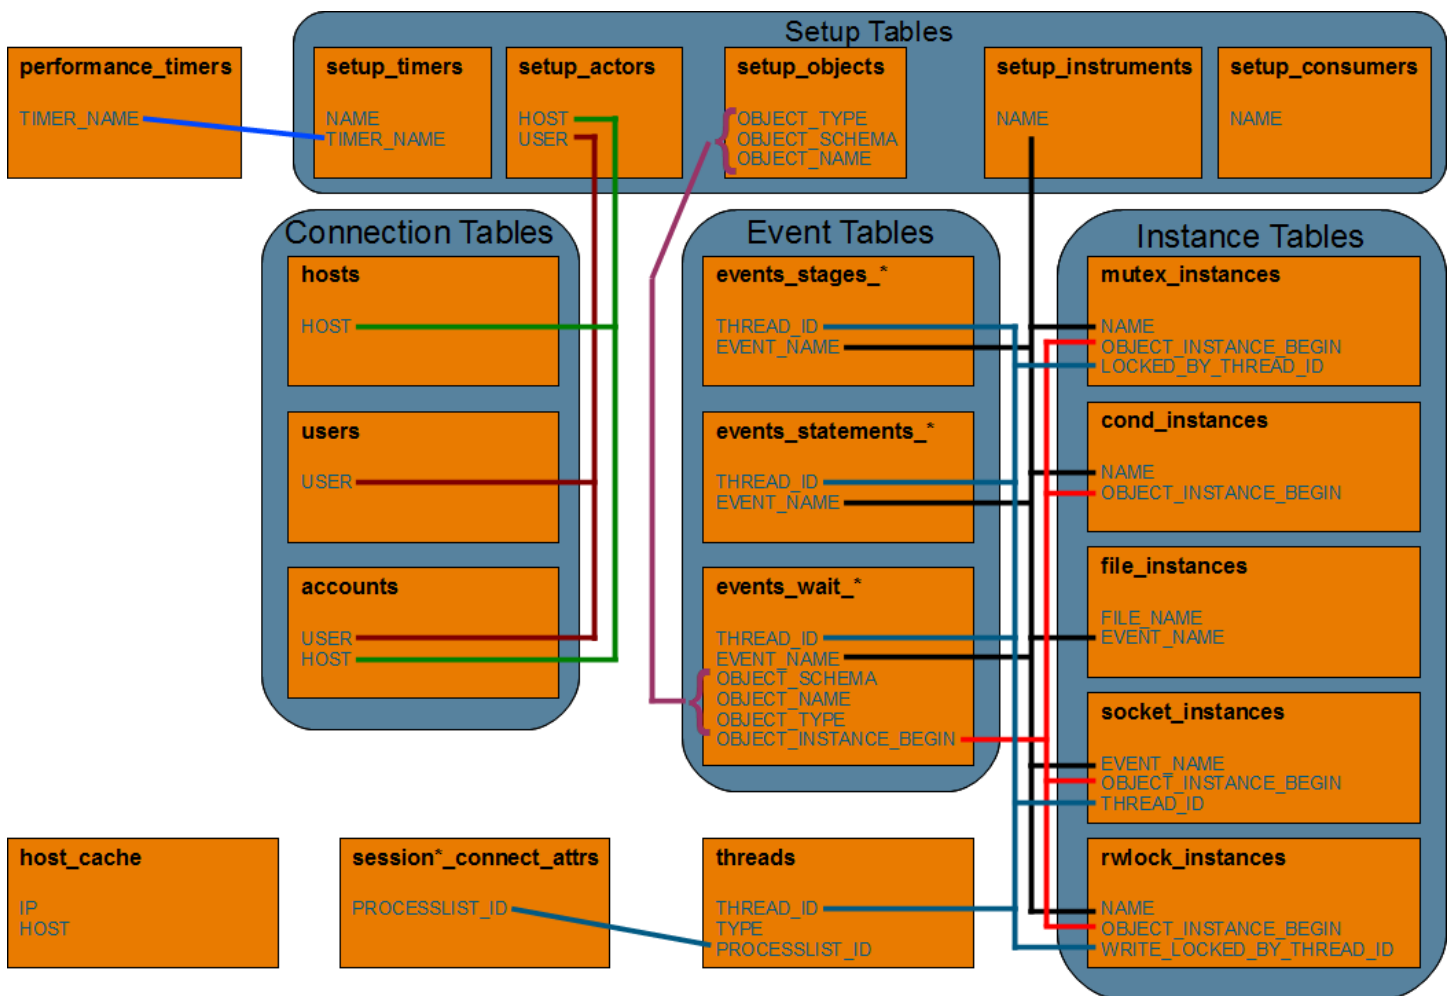 Setup Tables
performance_timers
TIMER_NAME
setup_timers
NAME
TIMER_NAME
setup_actors
HOST
USER
setup_objects
OBJECT_TYPE
OBJECT_SCHEMA
OBJECT_NAME
setup_instruments
NAME
setup_consumers
NAME
Connection Tables
hosts
HOST
users
USER
accounts
USER
HOST
Event Tables
events_stages_*
THREAD_ID
EVENT_NAME
events_statements_*
THREAD_ID
EVENT_NAME
events_wait_*
THREAD_ID
EVENT_NAME
OBJECT_SCHEMA
OBJECT_NAME
OBJECT_TYPE
OBJECT_INSTANCE_BEGIN
Instance Tables
mutex_instances
NAME
OBJECT_INSTANCE_BEGIN
LOCKED_BY_THREAD_ID
cond_instances
NAME
OBJECT_INSTANCE_BEGIN
file_instances
FILE_NAME
EVENT_NAME
socket_instances
EVENT_NAME
OBJECT_INSTANCE_BEGIN
THREAD_ID
rwlock_instances
NAME
OBJECT_INSTANCE_BEGIN
WRITE_LOCKED_BY_THREAD_ID
host_cache
IP
HOST
session*_connect_attrs
PROCESSLIST_ID
threads
THREAD_ID
TYPE
PROCESSLIST_ID